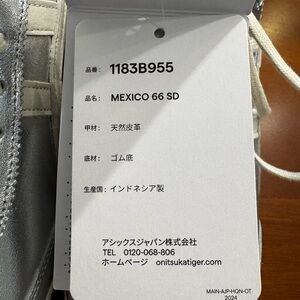 品番: 1183B955
品名: MEXICO 66 SD
甲材: 天然皮革
底材: ゴム底
生産国: インドネシア製
アシックスジャパン株式会社
TEL 0120-068-806
ホームページ onitsukatiger.com
MAIN-AJP-HQN-OT
2024